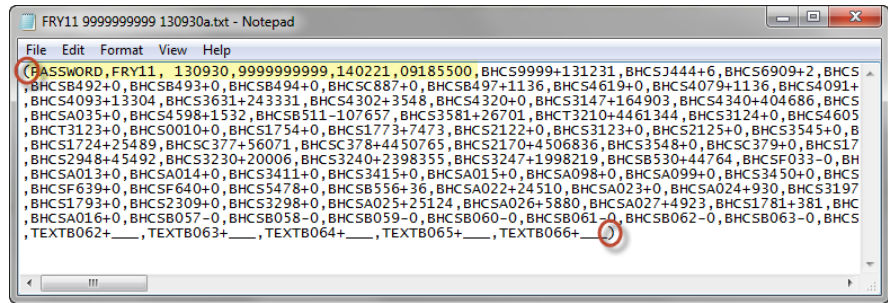 FRY11 9999999999 130930a.txt - Notepad
File Edit Format View Help
(PASSWORD,FRY11, 130930,9999999999,140221,09185500,BHCS9999+131231,BHCSJ444+6,BHCS6909+2,BHCS
,BHCSB492+0,BHCSB493+0,BHCSB494+0,BHCSC887+0,BHCSB497+1136,BHCS4619+0,BHCS4079+1136,BHCS4091+
,BHCS4093+13304,BHCS3631+243331,BHCS4302+3548,BHCS4320+0,BHCS3147+164903,BHCS4340+404686,BHCS
,BHCSA035+0,BHCS4598+1532,BHCSB511-107657,BHCS3581+26701,BHCT3210+4461344,BHCS3124+0,BHCS4605
,BHCT3123+0,BHCS0010+0,BHCS1754+0,BHCS1773+7473,BHCS2122+0,BHCS3123+0,BHCS2125+0,BHCS3545+0,B
,BHCS1724+25489,BHCSC377+56071,BHCSC378+4450765,BHCS2170+4506836,BHCS3548+0,BHCSC379+0,BHCS17
,BHCS2948+45492,BHCS3230+20006,BHCS3240+2398355,BHCS3247+1998219,BHCSB530+44764,BHCSF033-0,BH
,BHCSA013+0,BHCSA014+0,BHCS3411+0,BHCS3415+0,BHCSA015+0,BHCSA098+0,BHCSA099+0,BHCS3450+0,BHCS
,BHCSF639+0,BHCSF640+0,BHCS5478+0,BHCSB556+36,BHCSA022+24510,BHCSA023+0,BHCSA024+930,BHCS3197
,BHCS1793+0,BHCS2309+0,BHCS3298+0,BHCSA025+25124,BHCSA026+5880,BHCSA027+4923,BHCS1781+381,BHC
,BHCSA016+0,BHCSB057-0,BHCSB058-0,BHCSB059-0,BHCSB060-0,BHCSB061-0,BHCSB062-0,BHCSB063-0,BHCS
,TEXTB062+___,TEXTB063+___,TEXTB064+___,TEXTB065+___,TEXTB066+___)